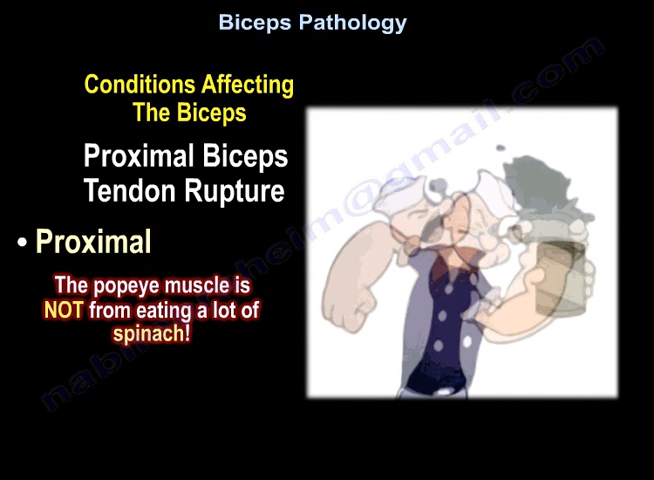 Biceps Pathology
Conditions Affecting
The Biceps
Proximal Biceps
Tendon Rupture
• Proximal
The popeye muscle is
NOT from eating a lot of
spinach!